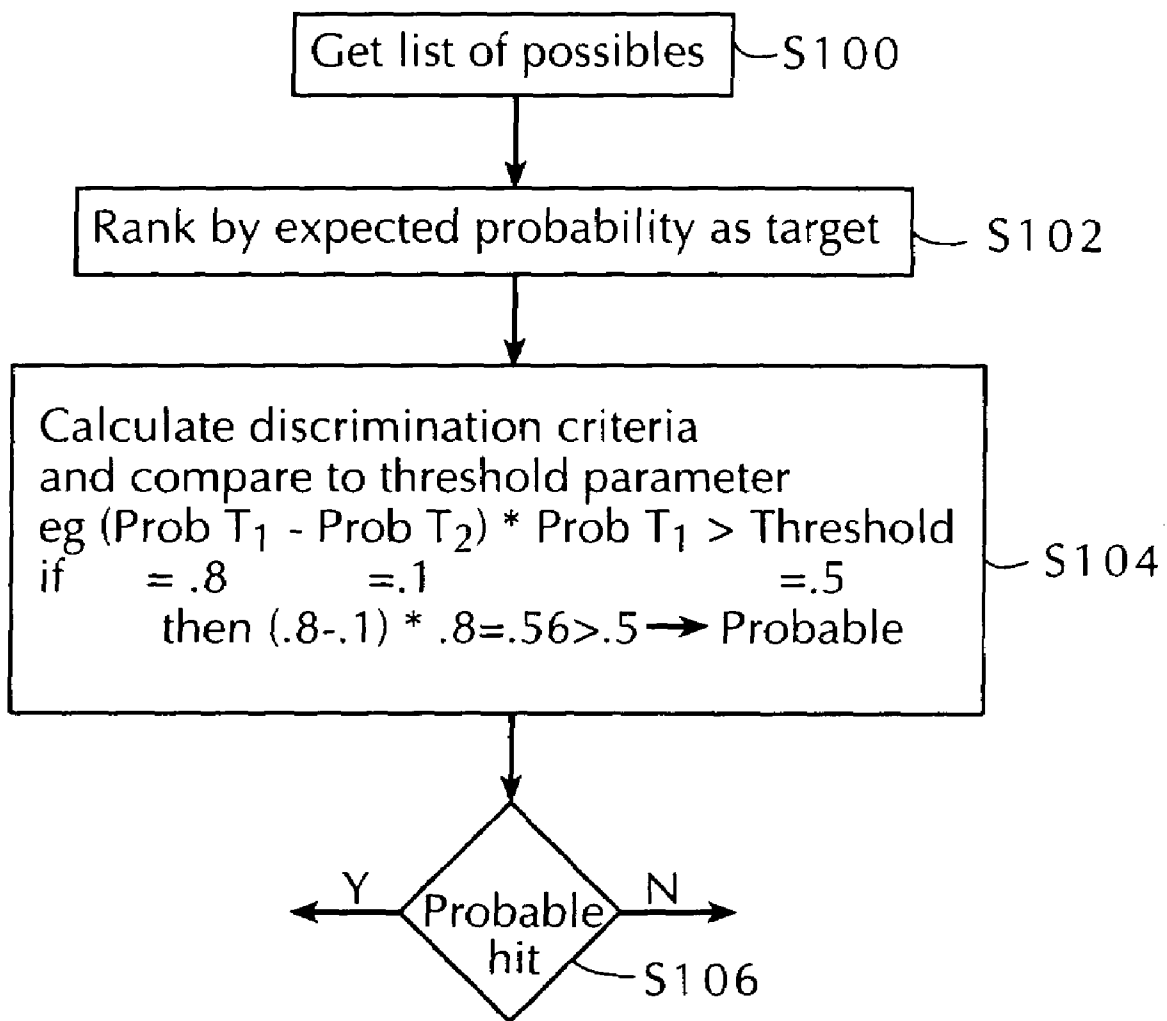 Get list of possibles S100
Rank by expected probability as target S102
Calculate discrimination criteria
and compare to threshold parameter
eg (Prob T1 - Prob T2) * Prob T1 > Threshold
if = .8 =.1 =.5
S104
then (.8-.1) * .8=.56>.5→ Probable
Y
N
Probable
hit
S106